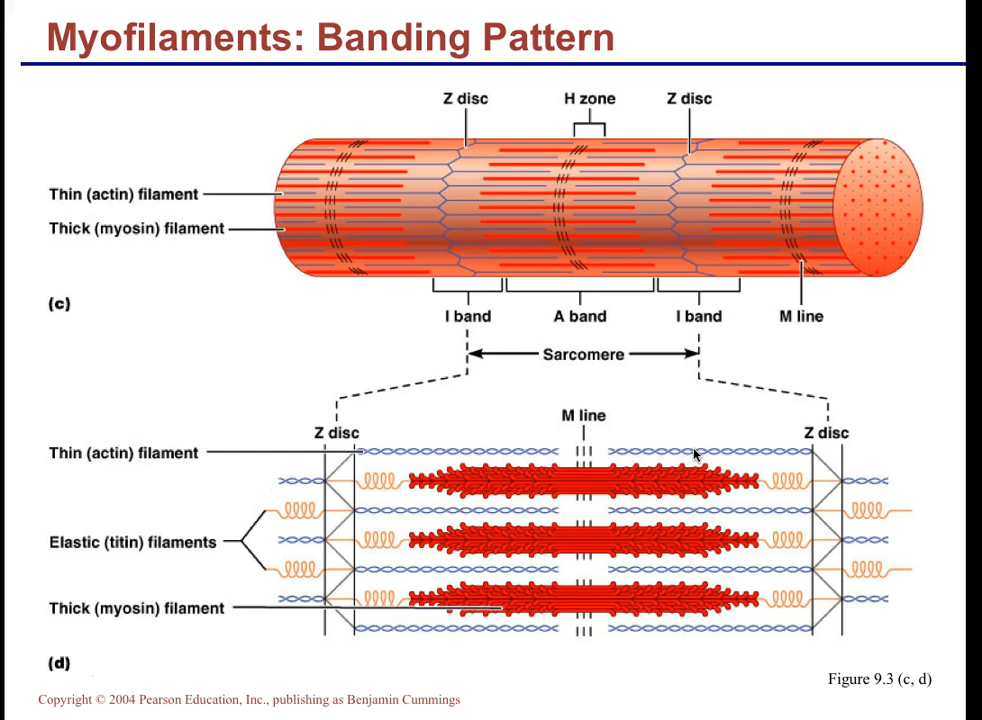 Myofilaments: Banding Pattern
Z disc H zone Z disc
Thin (actin) filament
Thick (myosin) filament
(c)
I band A band I band M line
Sarcomere
M line
Z disc Z disc
Thin (actin) filament
Elastic (titin) filaments
Thick (myosin) filament
(d)
Figure 9.3 (c, d)
Copyright © 2004 Pearson Education, Inc., publishing as Benjamin Cummings